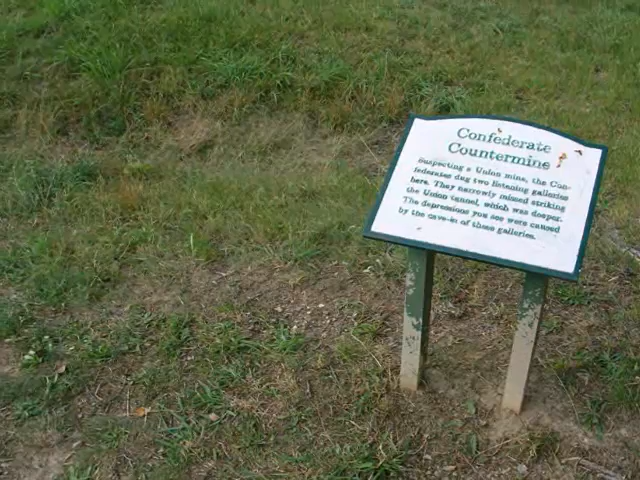 Confederate
Countermine
Suspecting a Union mine, the Con-
federates dug two listening galleries
here. They narrowly missed striking
the Union tunnel, which was deeper.
The depressions you see were caused
by the cave-in of these galleries.